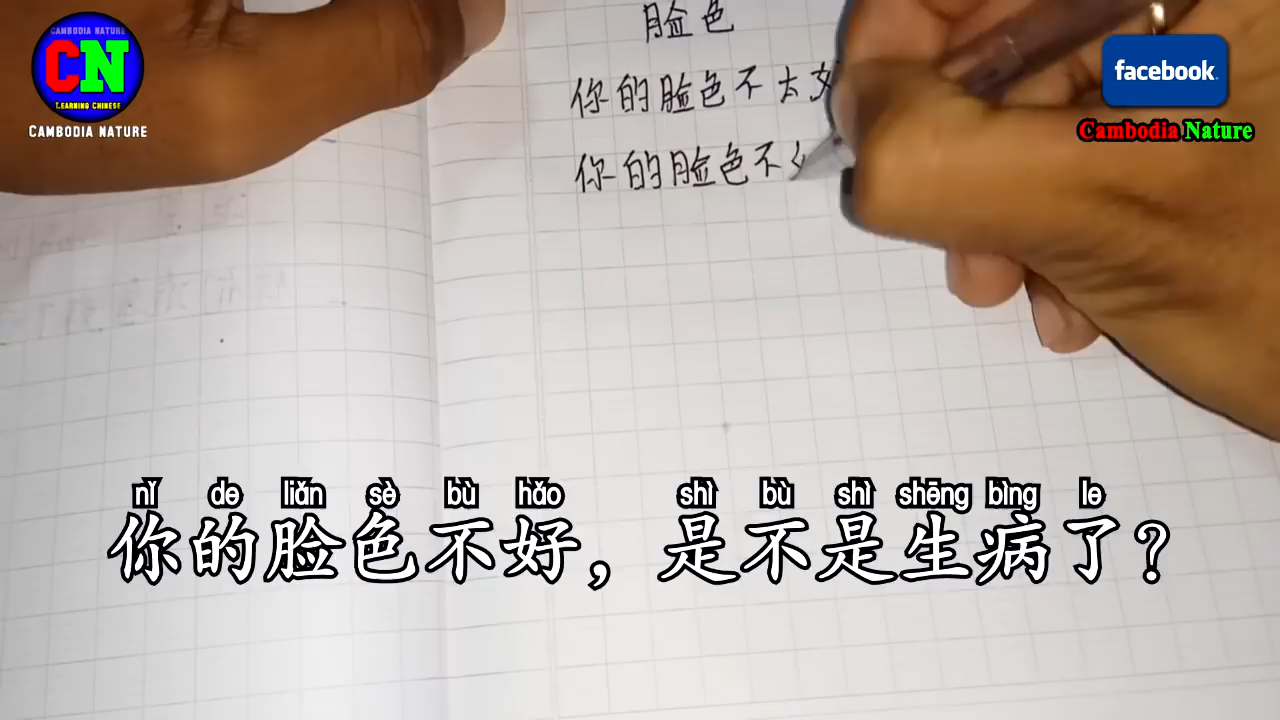 CAMBODIA NATURE
CN
LEARNING CHINESE
CAMBODIA NATURE
facebook
Cambodia Nature
脸色
你的脸色不太好
你的脸色不
nǐ de liǎn sè bù hǎo shì bù shì shēng bìng le
你的脸色不好，是不是生病了？